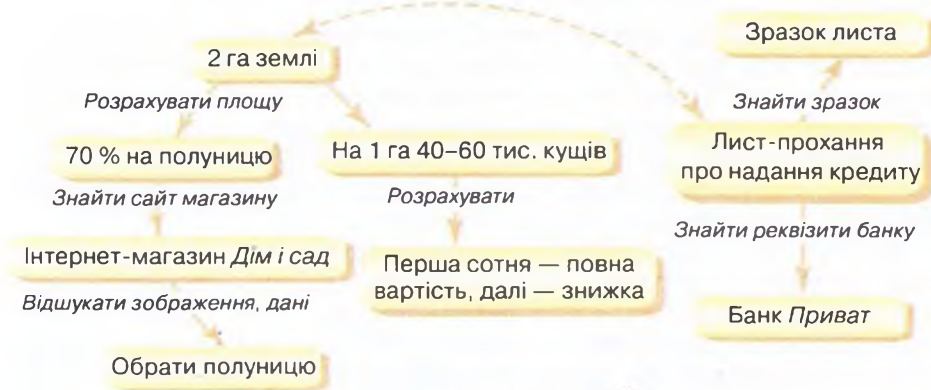 Зразок листа
2 га землі
Розрахувати площу
Знайти зразок
70 % на полуницю
На 1 га 40–60 тис. кущів
Лист-прохання
про надання кредиту
Знайти сайт магазину
Розрахувати
Знайти реквізити банку
Інтернет-магазин Дім і сад
Перша сотня — повна
вартість, далі — знижка
Відшукати зображення, дані
Банк Приват
Обрати полуницю